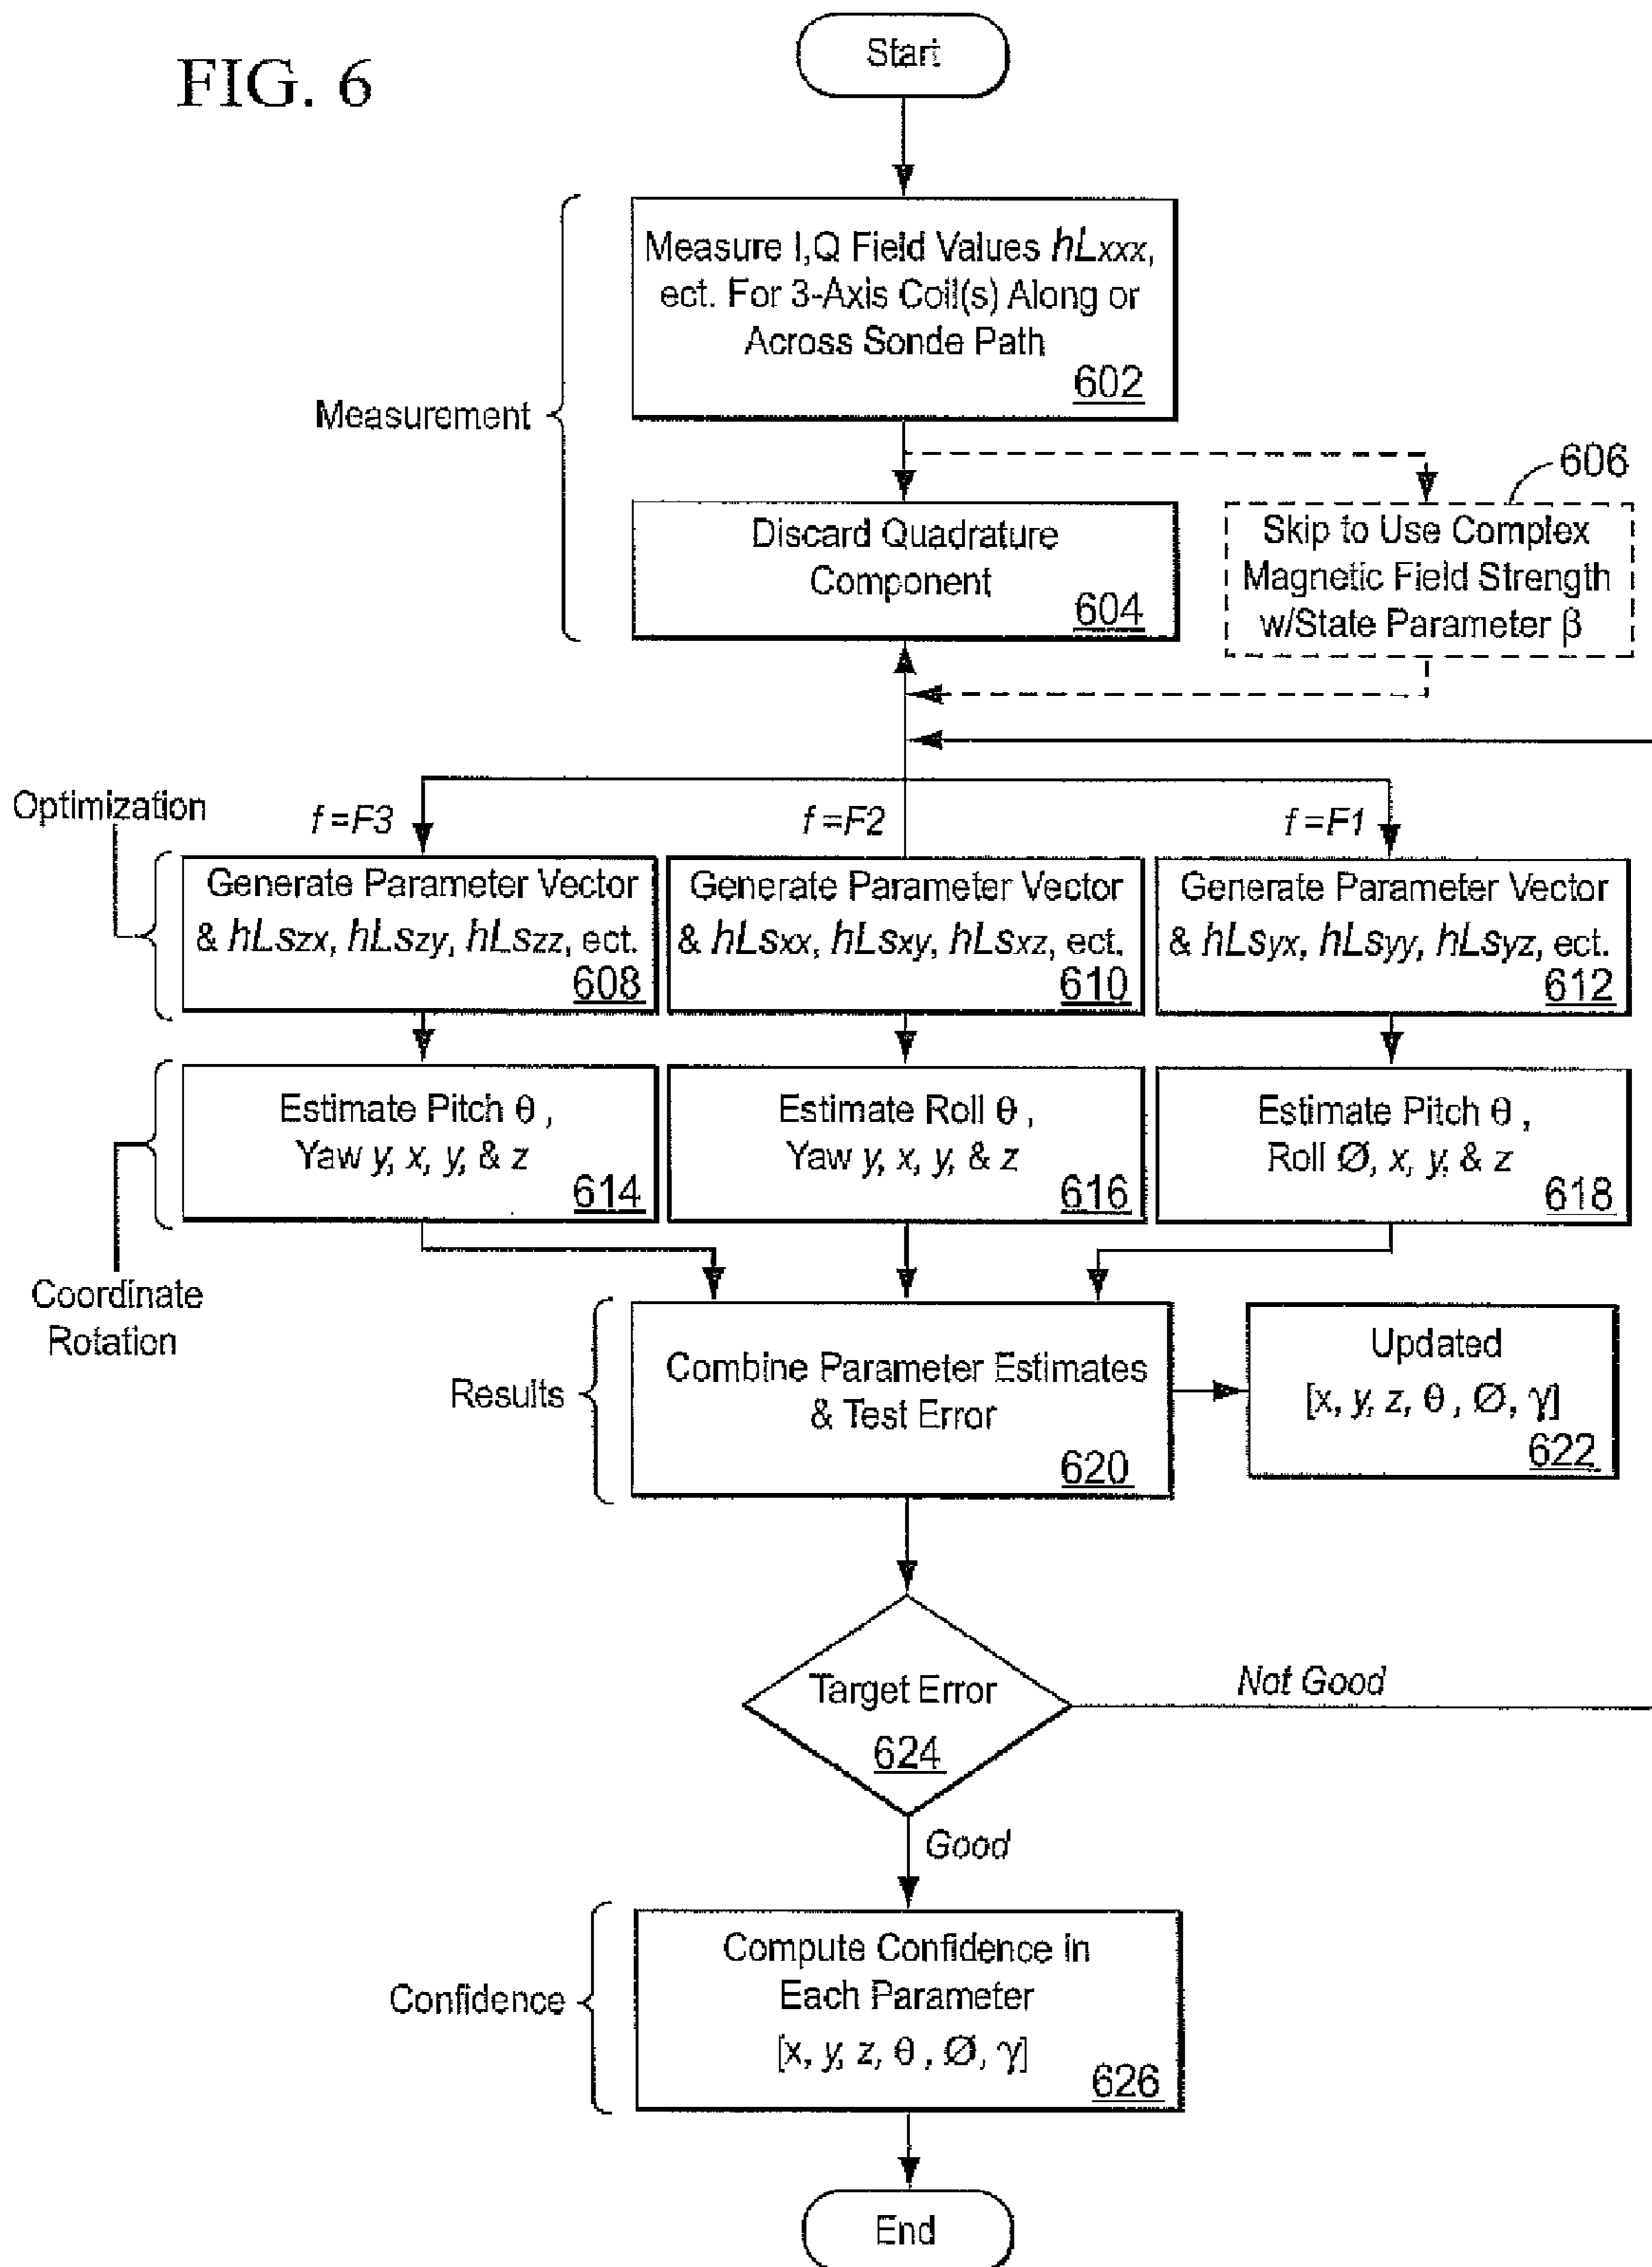 FIG. 6
Start
Measure I,Q Field Values hLxxx,
ect. For 3-Axis Coil(s) Along or
Across Sonde Path
602
Measurement
606
Discard Quadrature
Component
604
Skip to Use Complex
Magnetic Field Strength
w/State Parameter β
Optimization
f=F3
f=F2
f=F1
Generate Parameter Vector
& hLszx, hLszy, hLszz, ect.
608
Generate Parameter Vector
& hLsxx, hLsxy, hLsxz, ect.
610
Generate Parameter Vector
& hLsyx, hLsyy, hLsyz, ect.
612
Estimate Pitch θ,
Yaw y, x, y, & z
614
Estimate Roll θ,
Yaw y, x, y, & z
616
Estimate Pitch θ,
Roll Ø, x, y, & z
618
Coordinate
Rotation
Results
Combine Parameter Estimates
& Test Error
620
Updated
[x, y, z, θ, Ø, γ]
622
Target Error
624
Not Good
Good
Confidence
Compute Confidence in
Each Parameter
[x, y, z, θ, Ø, γ]
626
End